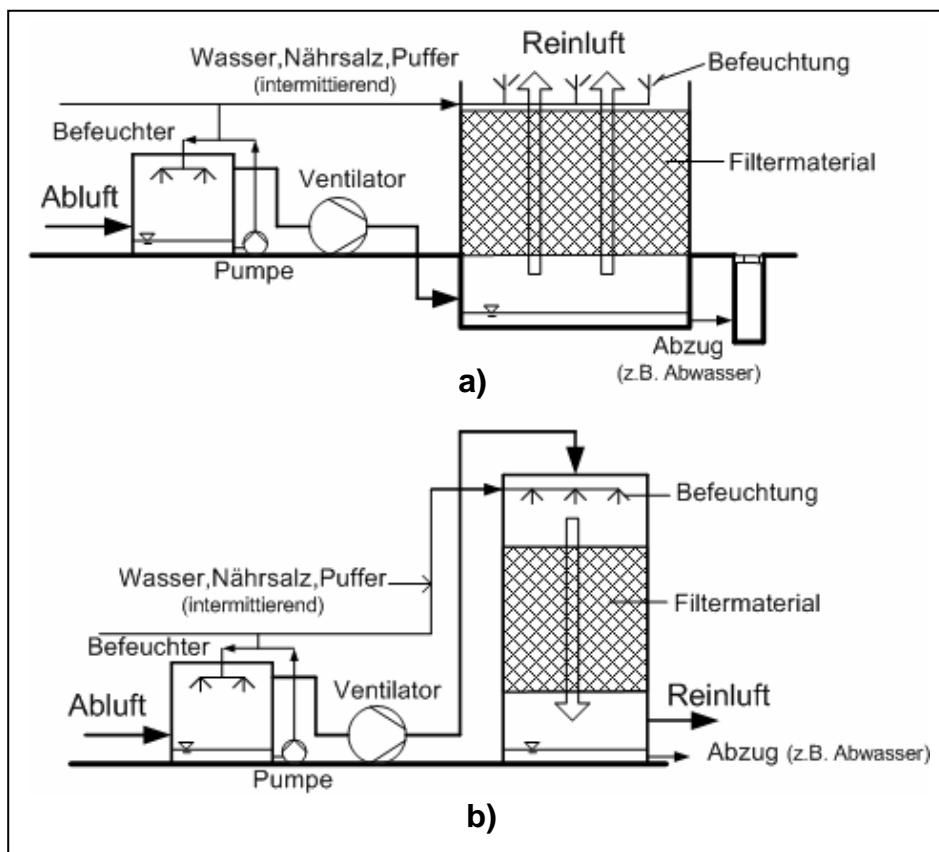 Wasser,Nährsalz,Puffer
(intermittierend)
Reinluft
Befeuchtung
Befeuchter
Filtermaterial
Abluft
Ventilator
Pumpe
Abzug
(z.B. Abwasser)
a)
Befeuchtung
Wasser,Nährsalz,Puffer
(intermittierend)
Filtermaterial
Befeuchter
Abluft
Ventilator
Reinluft
Abzug (z.B. Abwasser)
Pumpe
b)